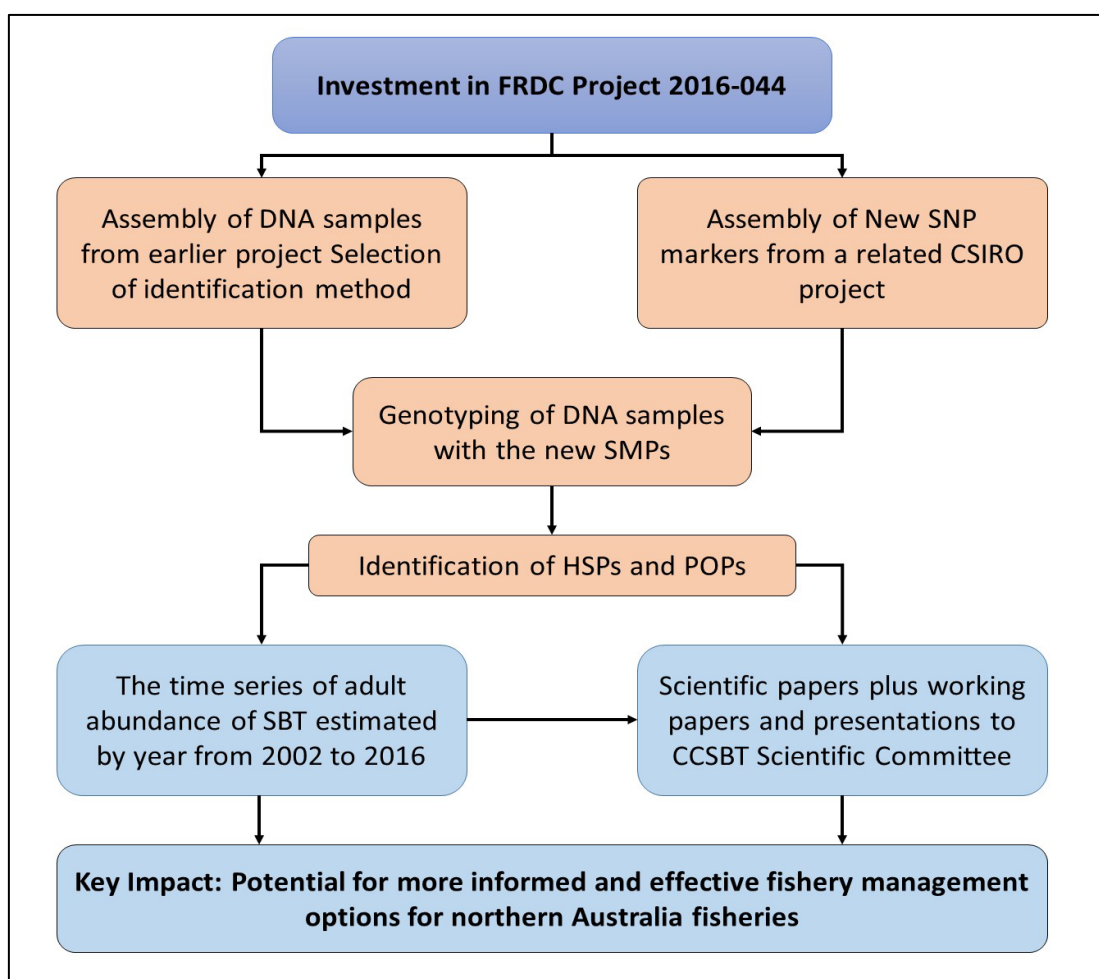 Investment in FRDC Project 2016-044
Assembly of DNA samples
from earlier project Selection
of identification method
Assembly of New SNP
markers from a related CSIRO
project
Genotyping of DNA samples
with the new SMPs
Identification of HSPs and POPs
The time series of adult
abundance of SBT estimated
by year from 2002 to 2016
Scientific papers plus working
papers and presentations to
CCSBT Scientific Committee
Key Impact: Potential for more informed and effective fishery management
options for northern Australia fisheries